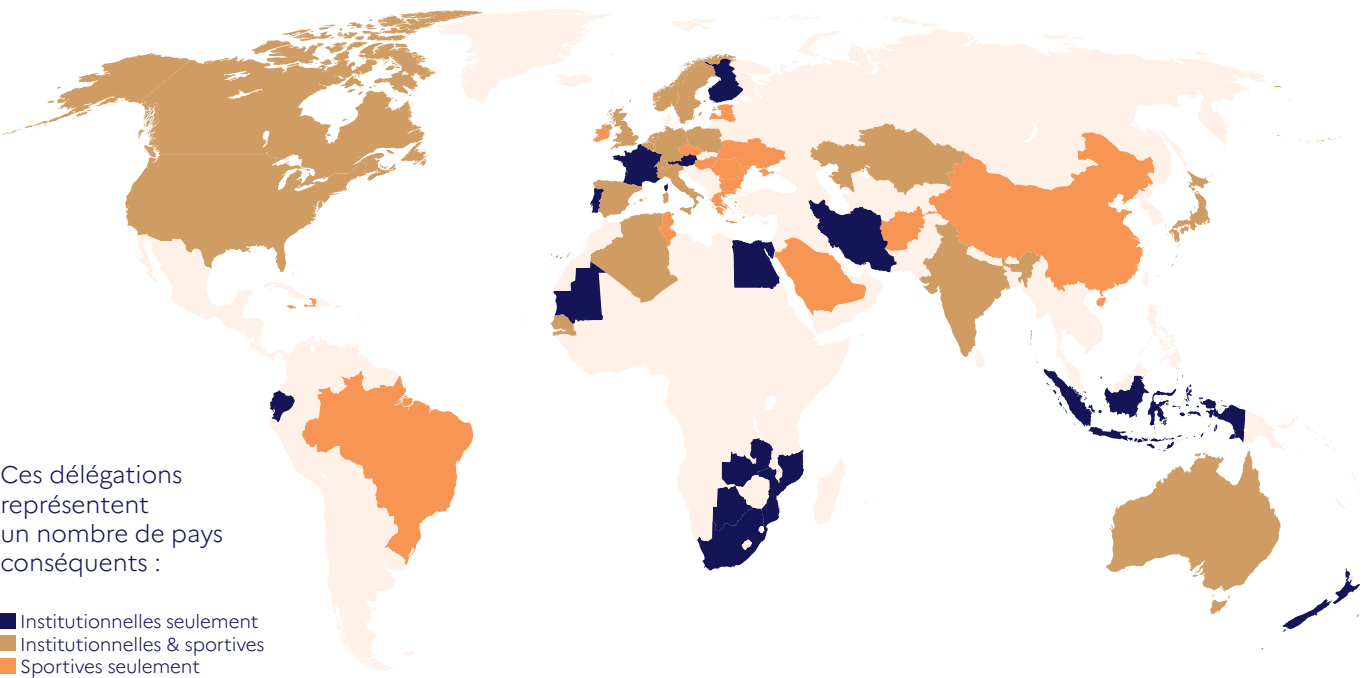 Ces délégations
représentent
un nombre de pays
conséquents :
Institutionnelles seulement
Institutionnelles & sportives
Sportives seulement